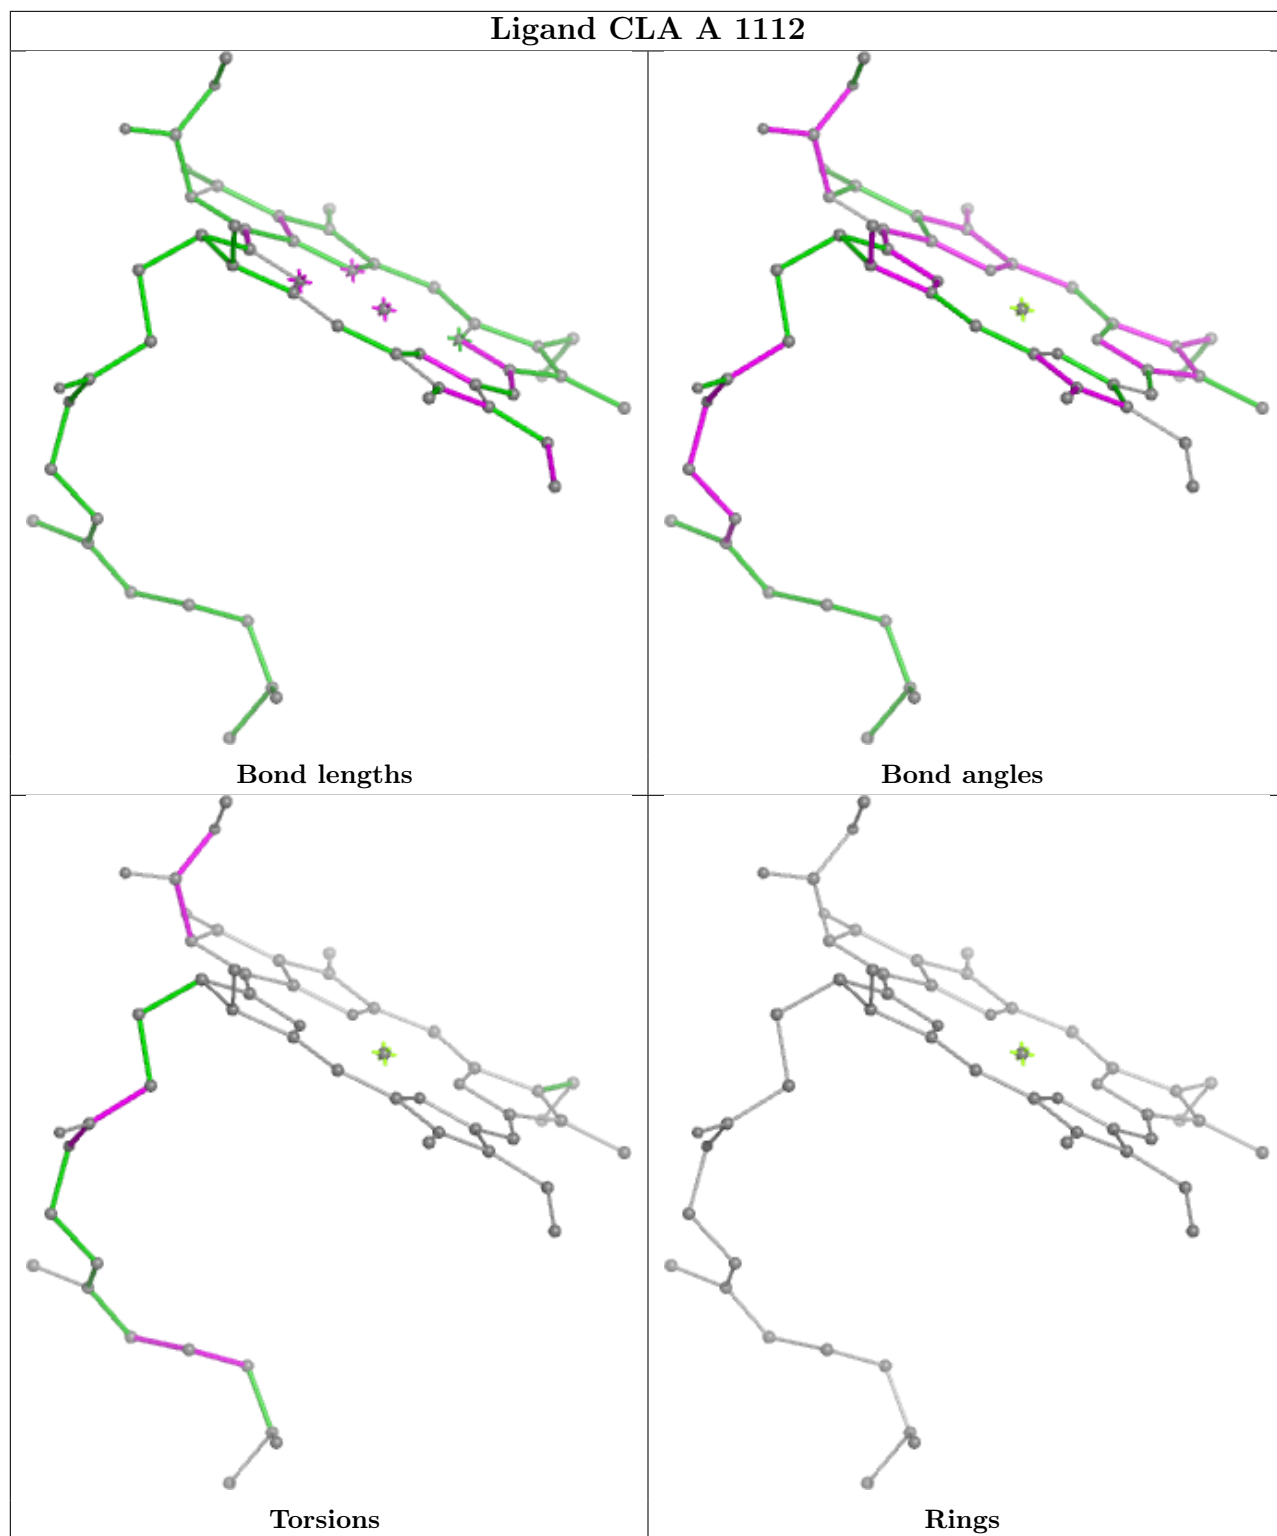 Ligand CLA A 1112
Bond lengths
Bond angles
Torsions
Rings